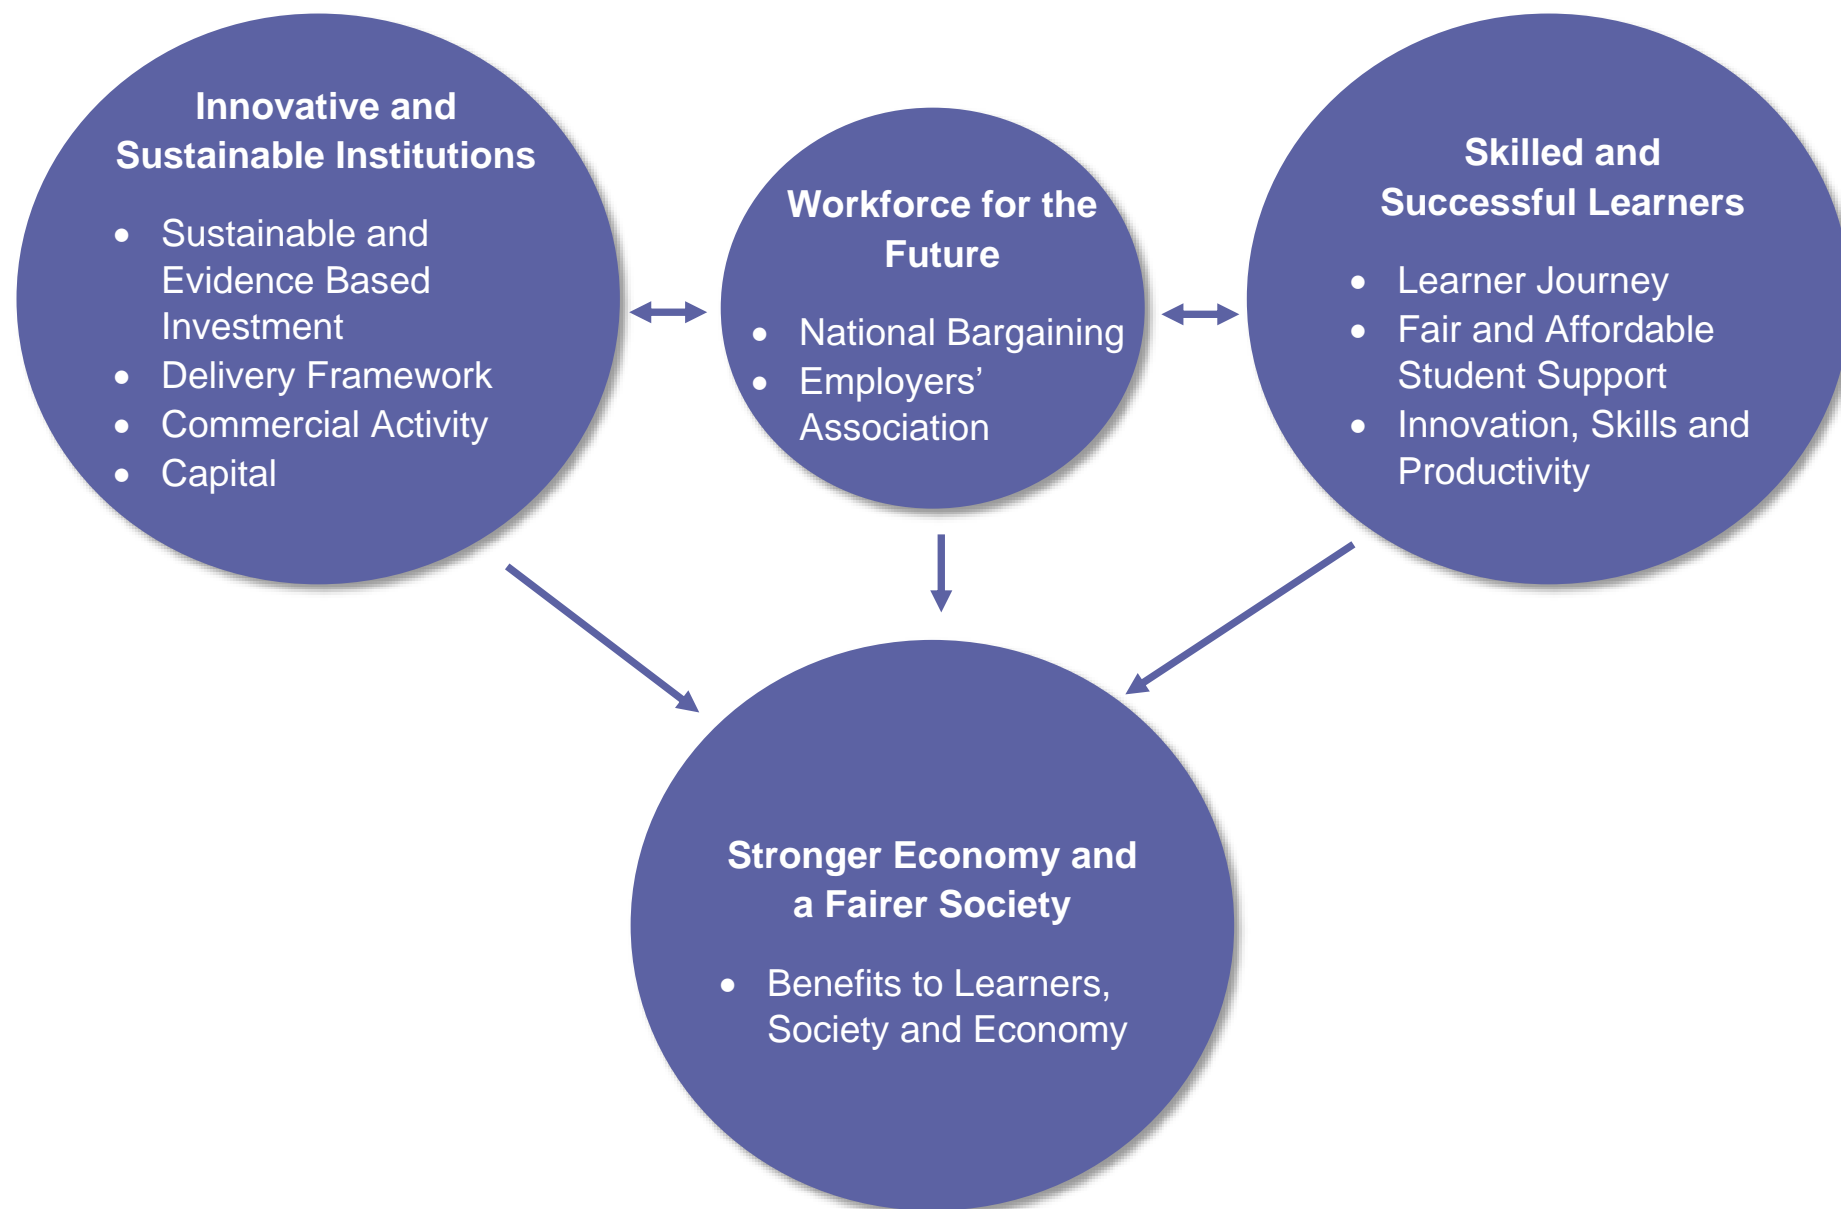 Innovative and
Sustainable Institutions
• Sustainable and
Evidence Based
Investment
• Delivery Framework
• Commercial Activity
• Capital
Workforce for the
Future
• National Bargaining
• Employers’
Association
Skilled and
Successful Learners
• Learner Journey
• Fair and Affordable
Student Support
• Innovation, Skills and
Productivity
Stronger Economy and
a Fairer Society
• Benefits to Learners,
Society and Economy